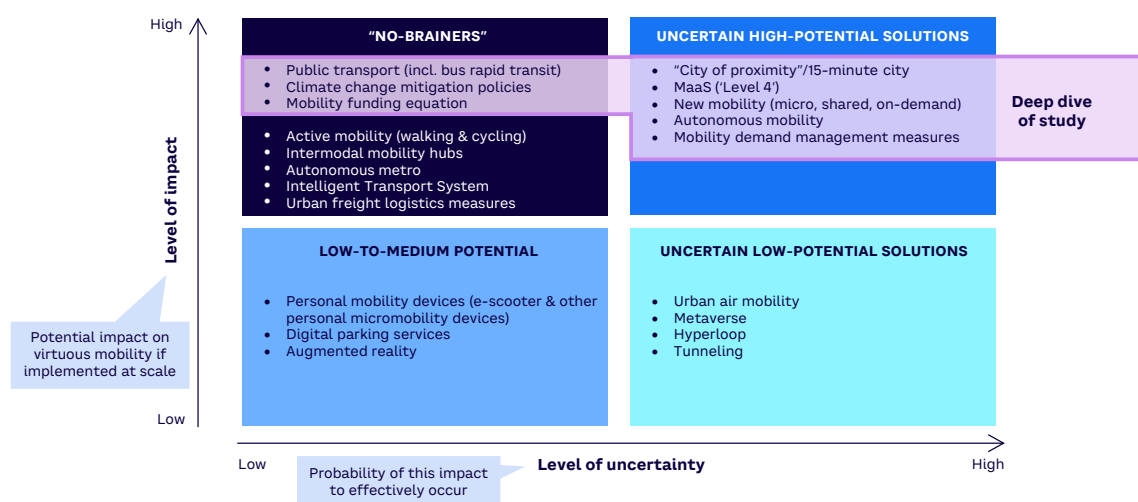 High
Level of impact
Low
Potential impact on
virtuous mobility if
implemented at scale
“NO-BRAINERS”
• Public transport (incl. bus rapid transit)
• Climate change mitigation policies
• Mobility funding equation
• Active mobility (walking & cycling)
• Intermodal mobility hubs
• Autonomous metro
• Intelligent Transport System
• Urban freight logistics measures
UNCERTAIN HIGH-POTENTIAL SOLUTIONS
• “City of proximity”/15-minute city
• MaaS (‘Level 4’)
• New mobility (micro, shared, on-demand)
• Autonomous mobility
• Mobility demand management measures
Deep dive
of study
LOW-TO-MEDIUM POTENTIAL
• Personal mobility devices (e-scooter & other
personal micromobility devices)
• Digital parking services
• Augmented reality
UNCERTAIN LOW-POTENTIAL SOLUTIONS
• Urban air mobility
• Metaverse
• Hyperloop
• Tunneling
Low
Level of uncertainty
High
Probability of this impact
to effectively occur